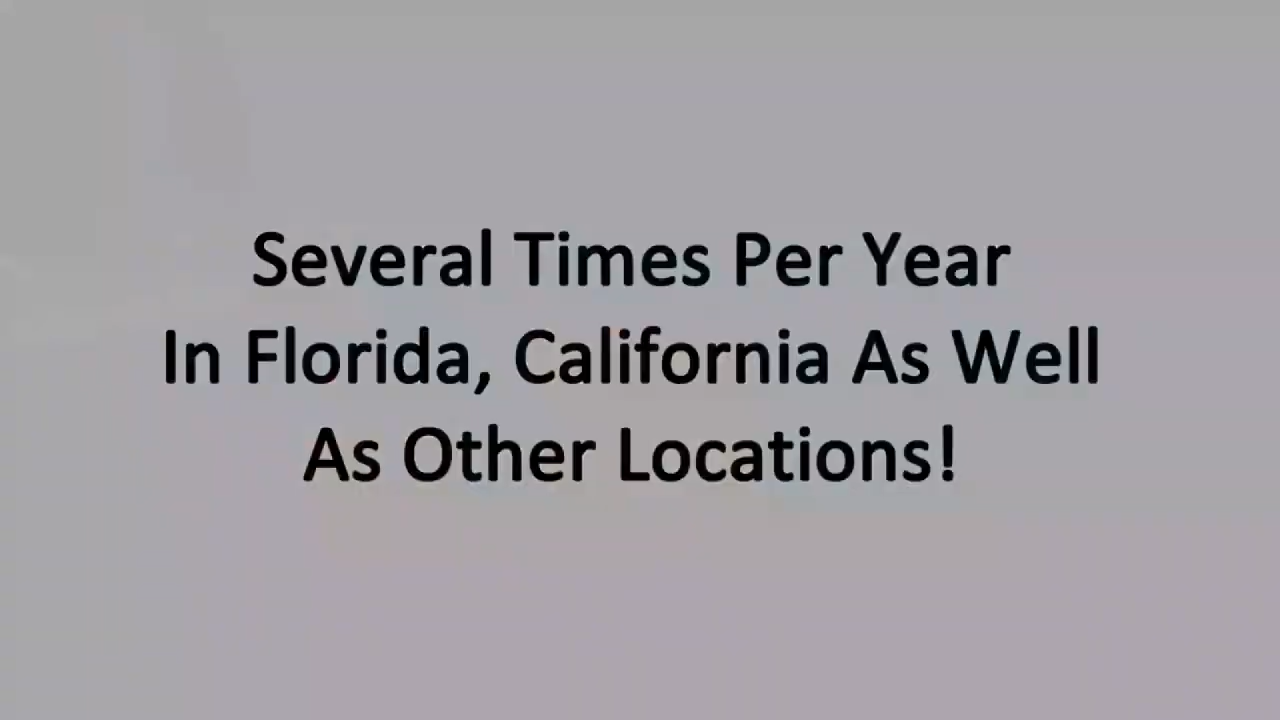 Several Times Per Year
In Florida, California As Well
As Other Locations!